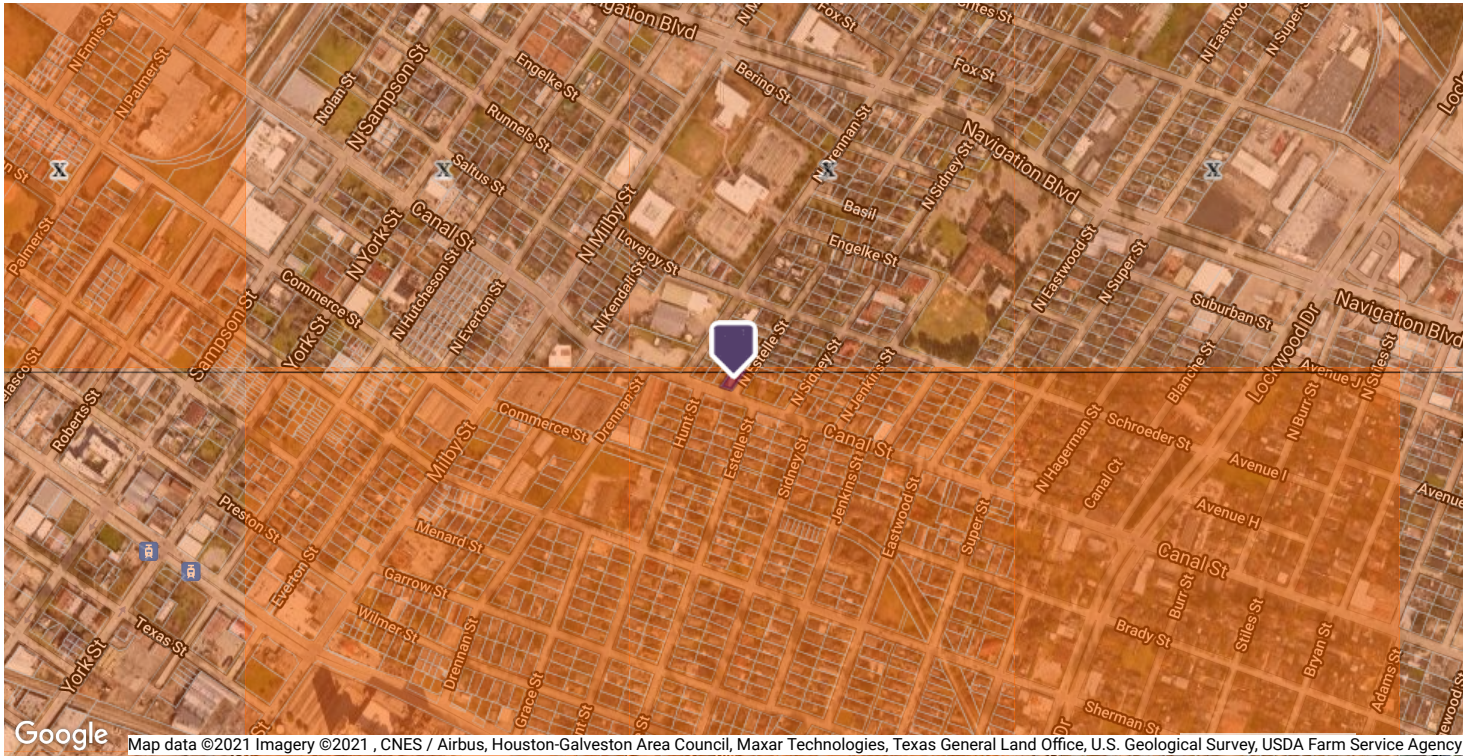 Navigation Blvd
N Ennis St
N Palmer St
Nolan St
N Sampson St
Engelke St
Runnels St
Bering St
Fox St
Fox St
N Super St
X
X
X
X
Saltus St
N Drennan St
N Sidney St
Navigation Blvd
Palmer St
N York St
Canal St
N Milby St
Lovejoy St
Basil
Engelke St
N Eastwood St
N Super St
Commerce St
N Hutcheson St
N Everton St
N Kendall St
Suburban St
Navigation Blvd
Sampson St
York St
N Estelle St
N Sidney St
N Jenkins St
Blanche St
Lockwood Dr
Avenue J
N Stiles St
Roberts St
Commerce St
Drennan St
Hunt St
Estelle St
Canal St
N Hagerman St
Schroeder St
N Burr St
Milby St
Sidney St
Jenkins St
Eastwood St
Super St
Canal Ct
Avenue I
Avenue
Avenue H
Preston St
Menard St
Everton St
Garrow St
Canal St
Burr St
Stiles St
Wilmer St
Texas St
York St
Drennan St
Grace St
Brady St
Bryan St
Adams St
Sherman St
Google
Map data ©2021 Imagery ©2021 , CNES / Airbus, Houston-Galveston Area Council, Maxar Technologies, Texas General Land Office, U.S. Geological Survey, USDA Farm Service Agency